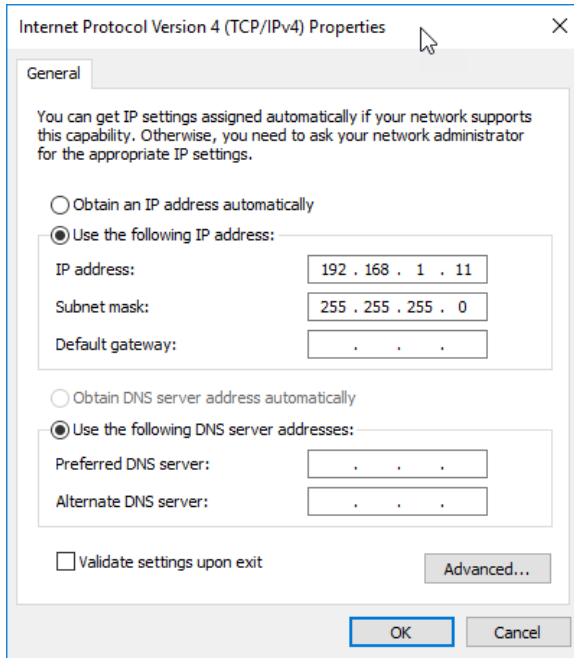 Internet Protocol Version 4 (TCP/IPv4) Properties
General
You can get IP settings assigned automatically if your network supports
this capability. Otherwise, you need to ask your network administrator
for the appropriate IP settings.
Obtain an IP address automatically
Use the following IP address:
IP address: 192 . 168 . 1 . 11
Subnet mask: 255 . 255 . 255 . 0
Default gateway: . . .
Obtain DNS server address automatically
Use the following DNS server addresses:
Preferred DNS server: . . .
Alternate DNS server: . . .
Validate settings upon exit
Advanced...
OK Cancel